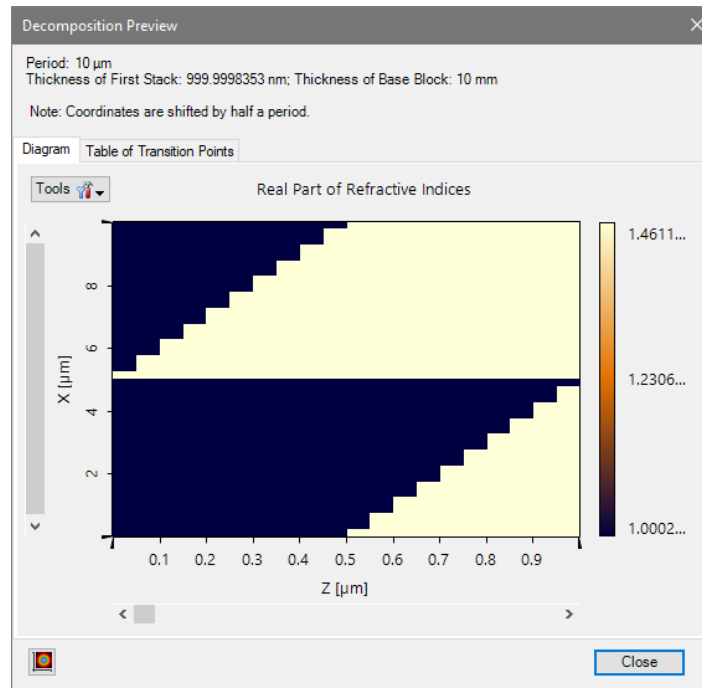 Decomposition Preview
Period: 10 µm
Thickness of First Stack: 999.9998353 nm; Thickness of Base Block: 10 mm
Note: Coordinates are shifted by half a period.
Diagram Table of Transition Points
Tools
Real Part of Refractive Indices
8
6
4
2
X [µm]
0.1 0.2 0.3 0.4 0.5 0.6 0.7 0.8 0.9
Z [µm]
1.4611...
1.2306...
1.0002...
Close